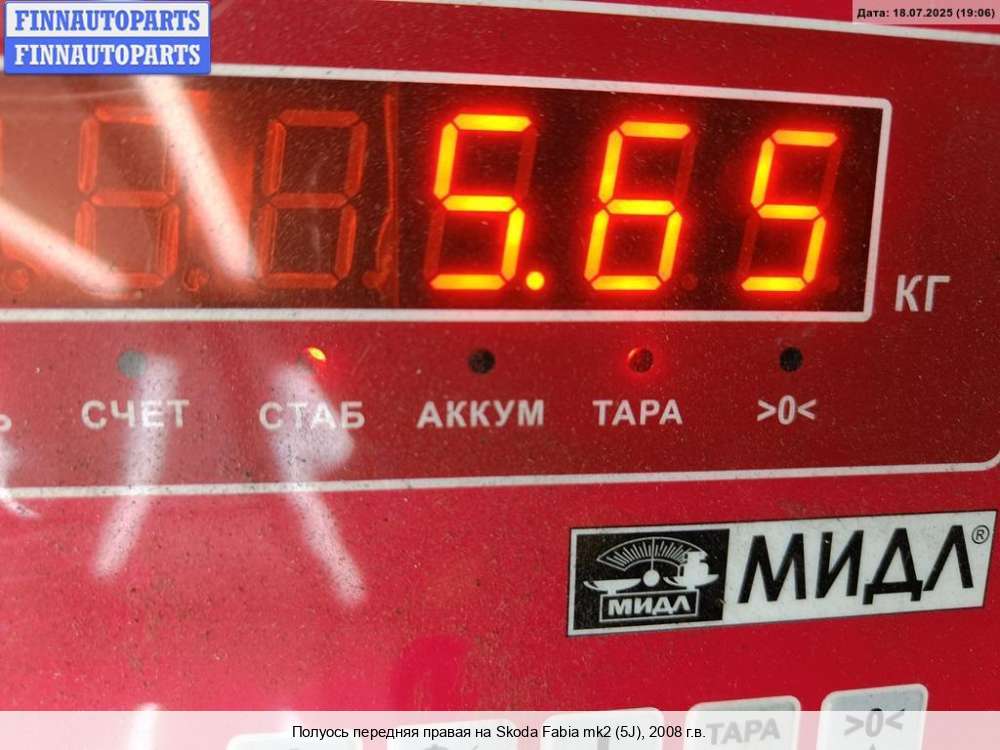 FINNAUTOPARTS
FINNAUTOPARTS
Дата: 18.07.2025 (19:06)
5.65
КГ
СЧЕТ СТАБ АККУМ ТАРА >0<
МИДЛ МИДЛ®
ТАРА >0<
Полуось передняя правая на Skoda Fabia mk2 (5J), 2008 г.в.